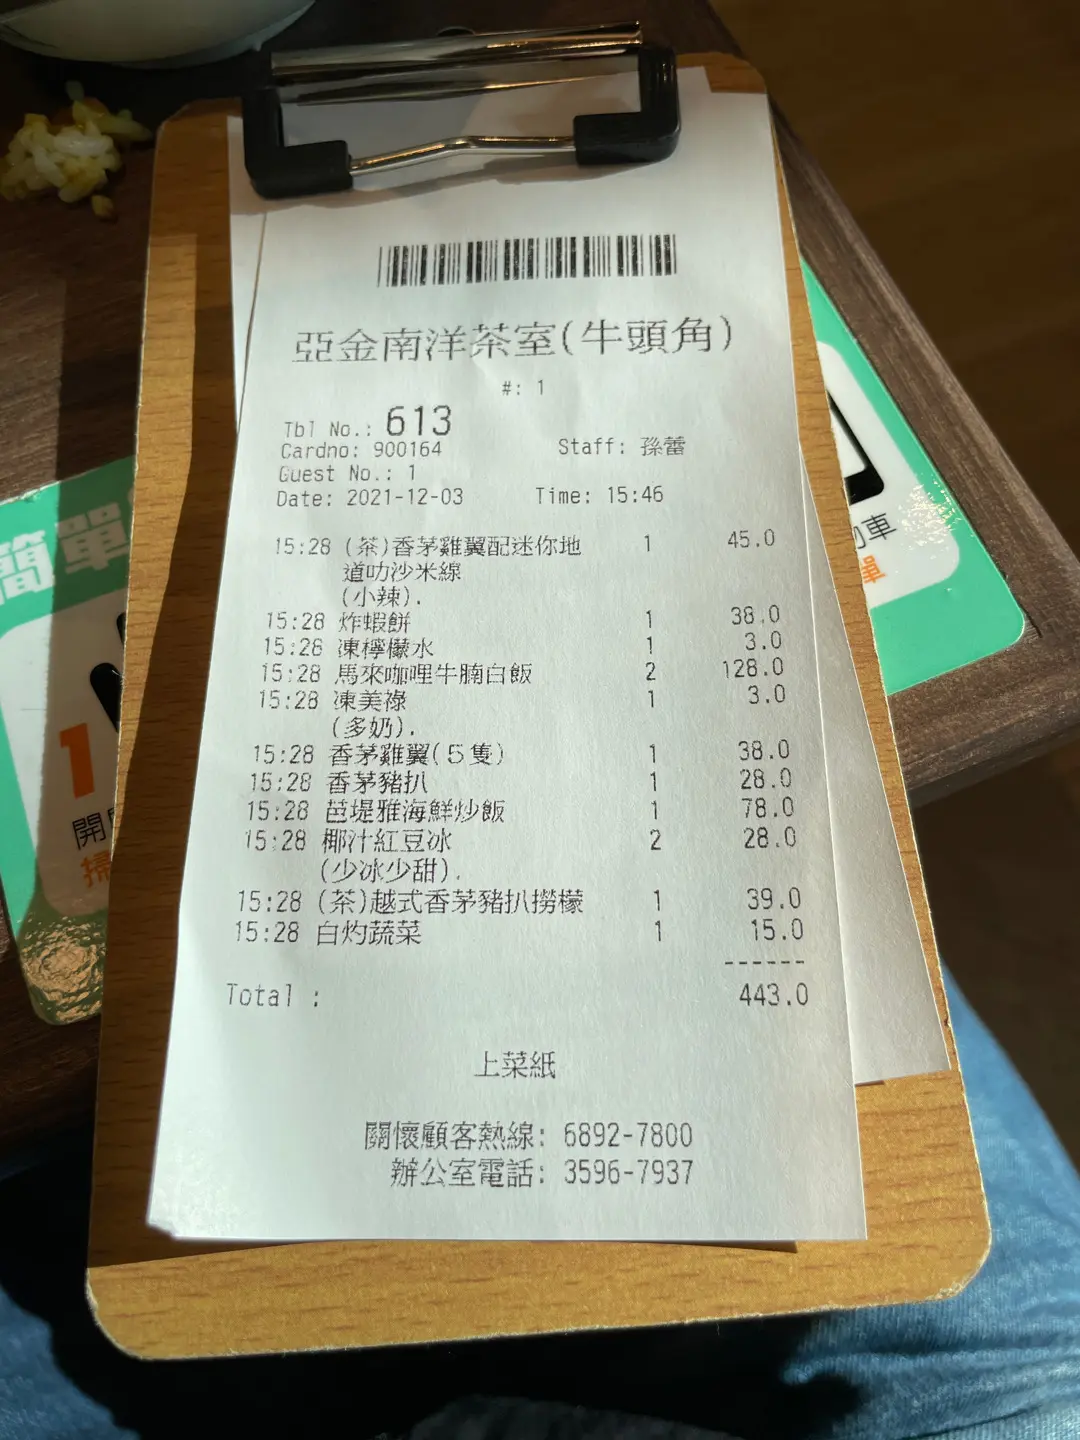 亞金南洋茶室(牛頭角)
#: 1
Tbl No.: 613
Cardno: 900164 Staff: 孫蕾
Guest No.: 1
Date: 2021-12-03 Time: 15:46
15:28 (茶)香茅雞翼配迷你地 1 45.0
道叻沙米線
(小辣).
15:28 炸蝦餅 1 38.0
15:28 凍檸檬水 1 3.0
15:28 馬來咖哩牛腩白飯 2 128.0
15:28 凍美祿 1 3.0
(多奶).
15:28 香茅雞翼(5隻) 1 38.0
15:28 香茅豬扒 1 28.0
15:28 芭堤雅海鮮炒飯 1 78.0
15:28 椰汁紅豆冰 2 28.0
(少冰少甜).
15:28 (茶)越式香茅豬扒撈檬 1 39.0
15:28 白灼蔬菜 1 15.0
------
Total : 443.0
上菜紙
關懷顧客熱線: 6892-7800
辦公室電話: 3596-7937
簡單
1
開
掃
車
單